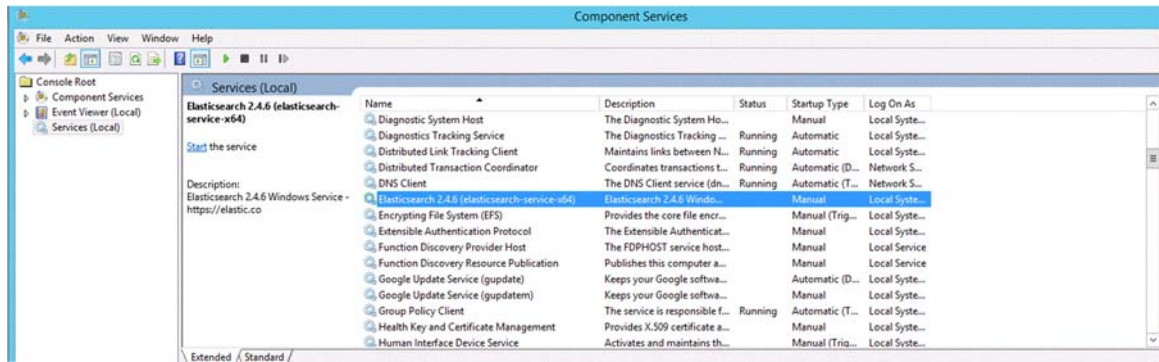 Component Services
File Action View Window Help
Console Root
Component Services
Event Viewer (Local)
Services (Local)
Services (Local)
Elasticsearch 2.4.6 (elasticsearch-
service-x64)
Start the service
Description:
Elasticsearch 2.4.6 Windows Service -
https://elastic.co
Name Description Status Startup Type Log On As
Diagnostic System Host The Diagnostic System Ho... Manual Local Syste...
Diagnostics Tracking Service The Diagnostics Tracking ... Running Automatic Local Syste...
Distributed Link Tracking Client Maintains links between N... Running Automatic Local Syste...
Distributed Transaction Coordinator Coordinates transactions t... Running Automatic (D... Network S...
DNS Client The DNS Client service (dn... Running Automatic (T... Network S...
Elasticsearch 2.4.6 (elasticsearch-service-x64) Elasticsearch 2.4.6 Windo... Manual Local Syste...
Encrypting File System (EFS) Provides the core file encr... Manual (Trig... Local Syste...
Extensible Authentication Protocol The Extensible Authenticat... Manual Local Syste...
Function Discovery Provider Host The FDPHOST service host... Manual Local Service
Function Discovery Resource Publication Publishes this computer a... Manual Local Service
Google Update Service (gupdate) Keeps your Google softwa... Automatic (D... Local Syste...
Google Update Service (gupdatem) Keeps your Google softwa... Manual Local Syste...
Group Policy Client The service is responsible f... Running Automatic (T... Local Syste...
Health Key and Certificate Management Provides X.509 certificate a... Manual Local Syste...
Human Interface Device Service Activates and maintains th... Manual (Trig... Local Syste...
Extended Standard